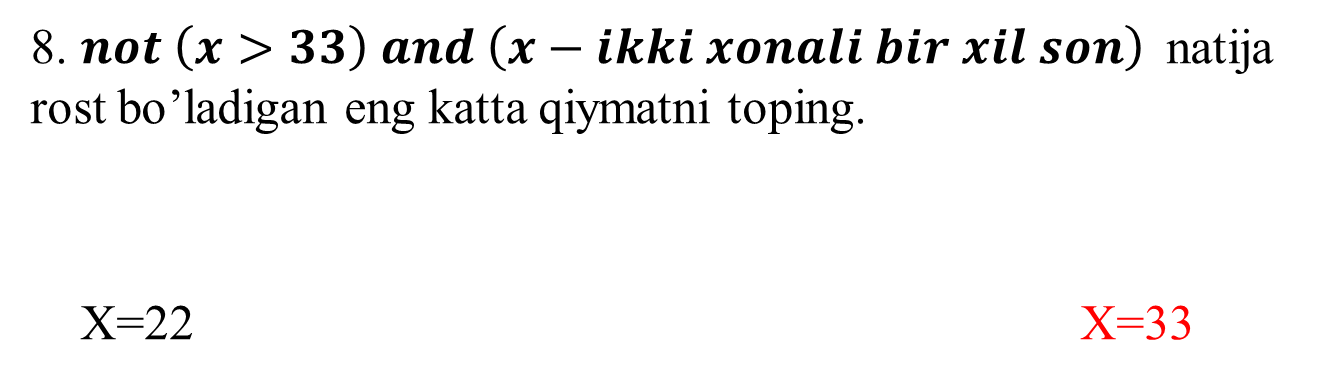 8. not (x > 33) and (x – ikki xonali bir xil son) natija
rost bo’ladigan eng katta qiymatni toping.
X=22 X=33